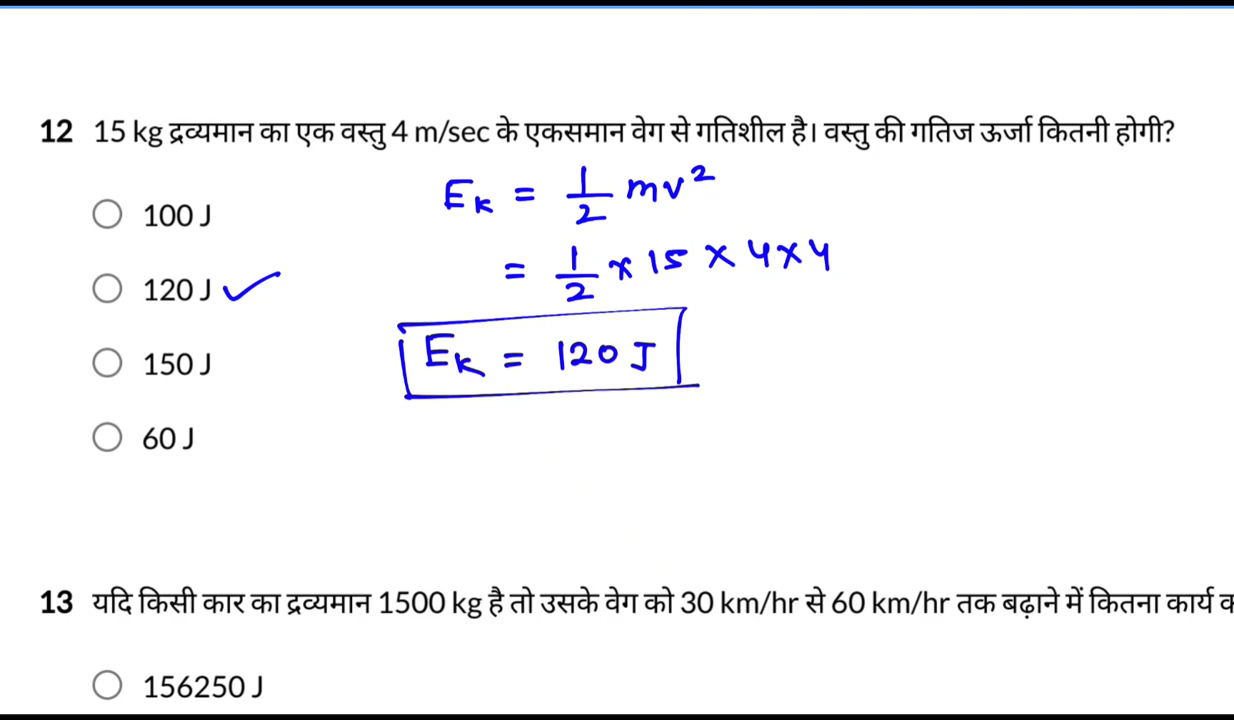 12 15 kg द्रव्यमान का एक वस्तु 4 m/sec के एकसमान वेग से गतिशील है। वस्तु की गतिज ऊर्जा कितनी होगी?
E_K = 1/2 mv²
100 J
= 1/2 × 15 × 4 × 4
120 J ✓
E_K = 120 J
150 J
60 J
13 यदि किसी कार का द्रव्यमान 1500 kg है तो उसके वेग को 30 km/hr से 60 km/hr तक बढ़ाने में कितना कार्य
156250 J